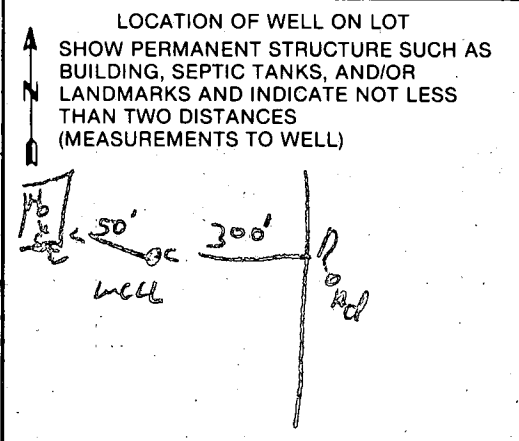 LOCATION OF WELL ON LOT
SHOW PERMANENT STRUCTURE SUCH AS
BUILDING, SEPTIC TANKS, AND/OR
LANDMARKS AND INDICATE NOT LESS
THAN TWO DISTANCES
(MEASUREMENTS TO WELL)
N
House
50'
300'
well
Road